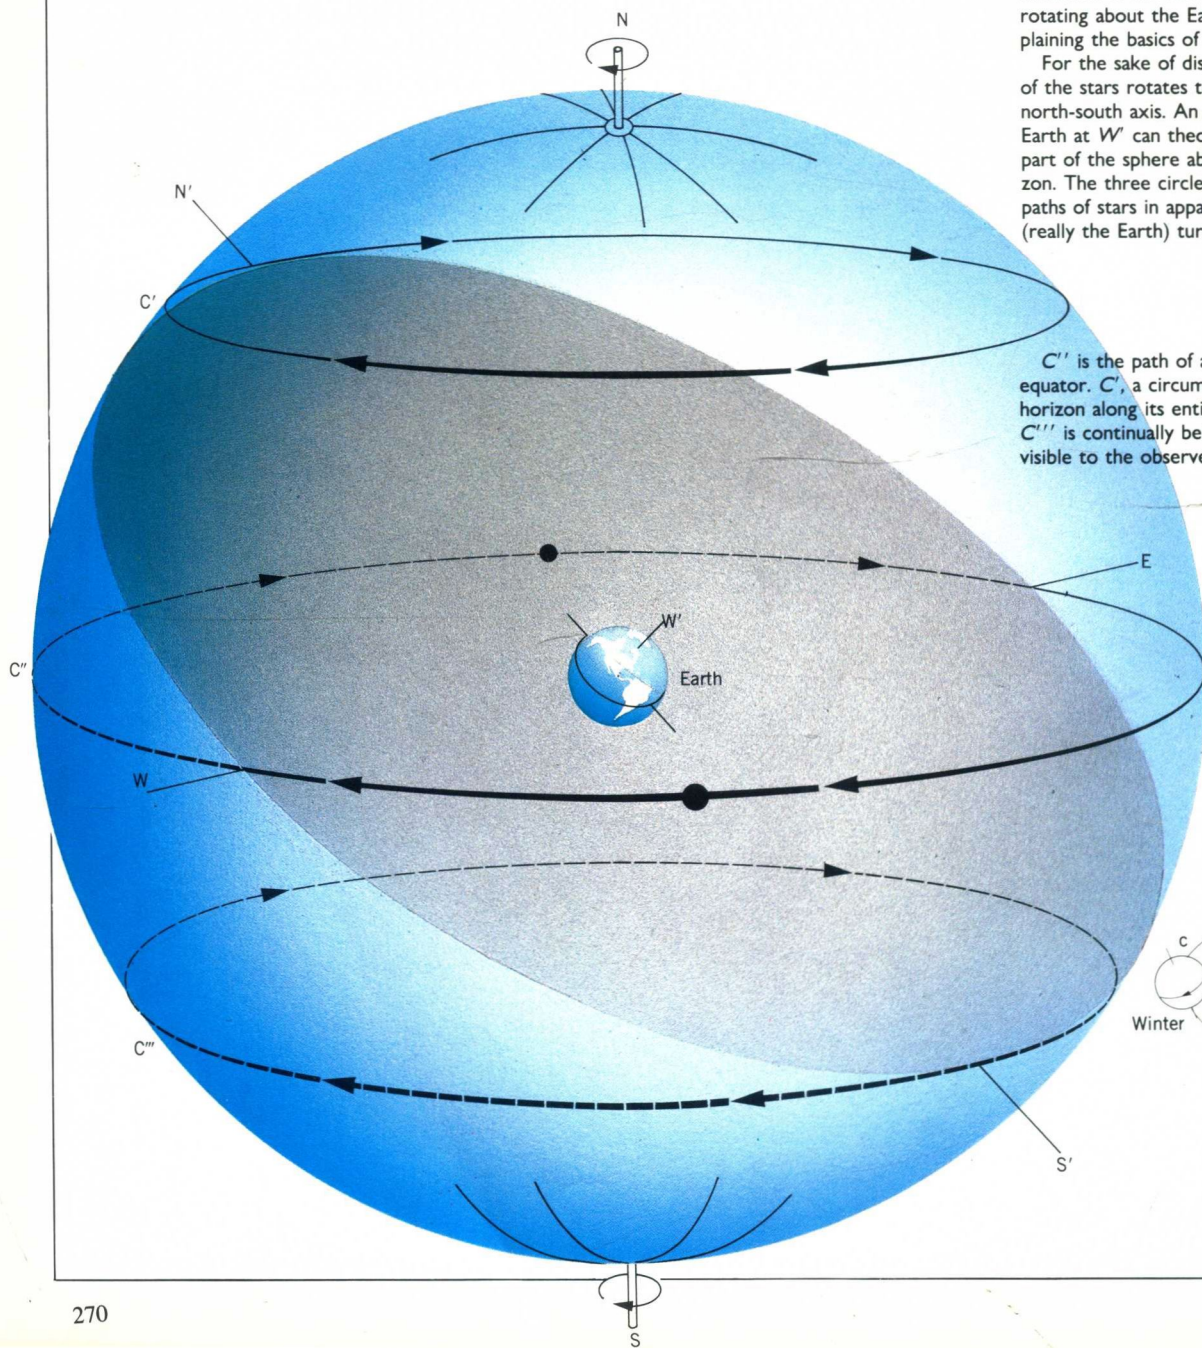 N
rotating about the Ea
plaining the basics of
For the sake of dis
of the stars rotates t
north-south axis. An
Earth at W' can theo
part of the sphere ab
zon. The three circle
paths of stars in appa
(really the Earth) tur
N'
C'
C'' is the path of a
equator. C', a circum
horizon along its enti
C''' is continually be
visible to the observe
E
W'
C''
Earth
W
c
Winter
C'''
S'
270
S